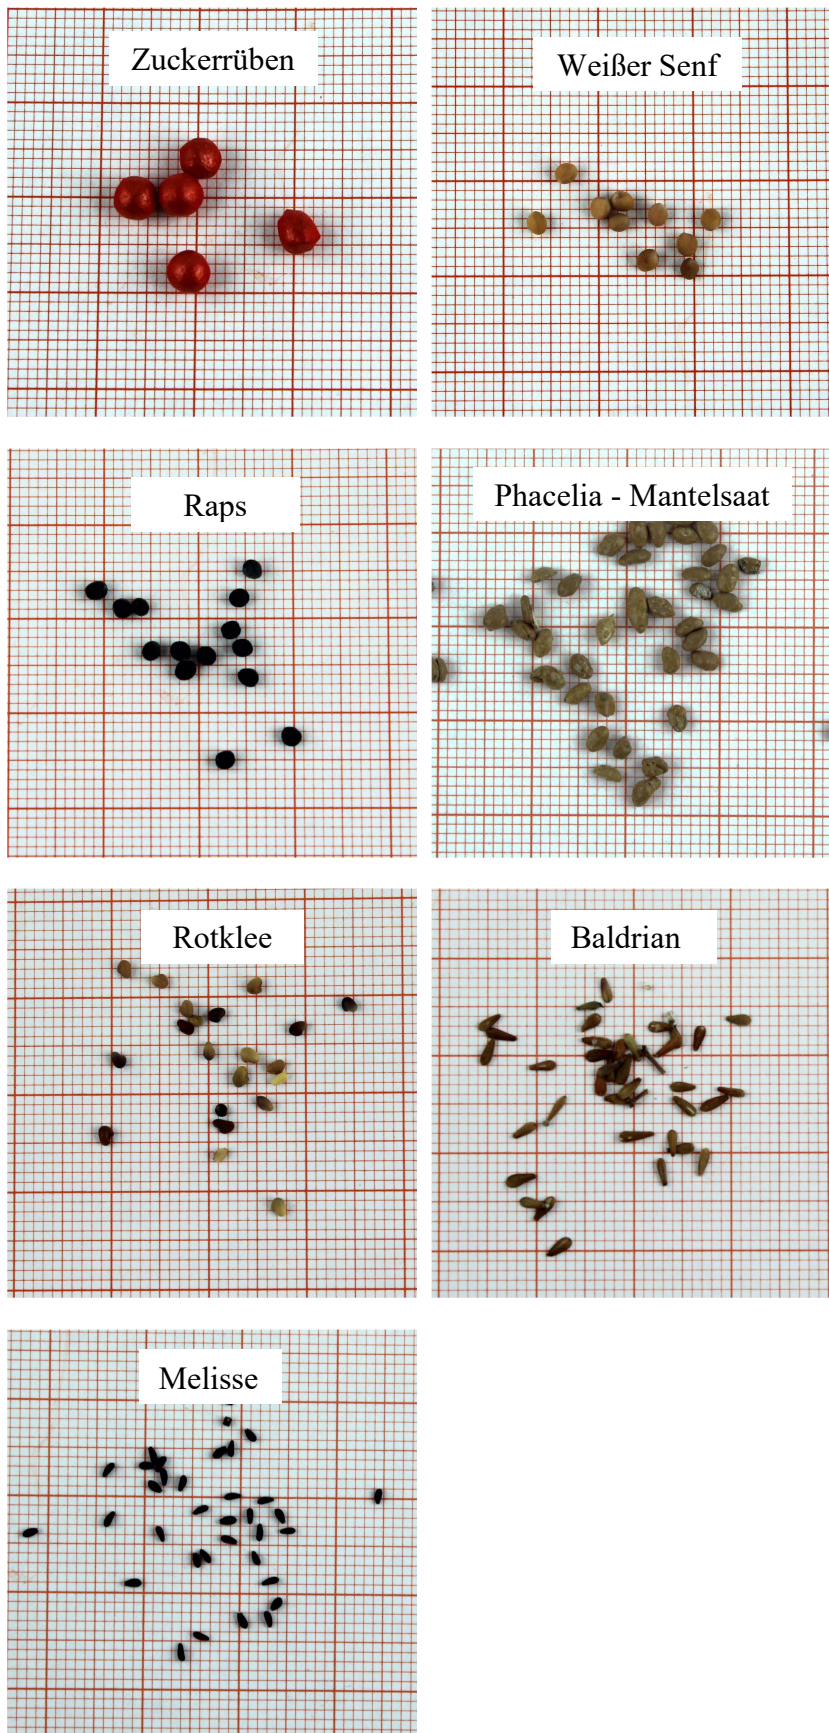 Zuckerrüben
Weißer Senf
Raps
Phacelia - Mantelsaat
Rotklee
Baldrian
Melisse